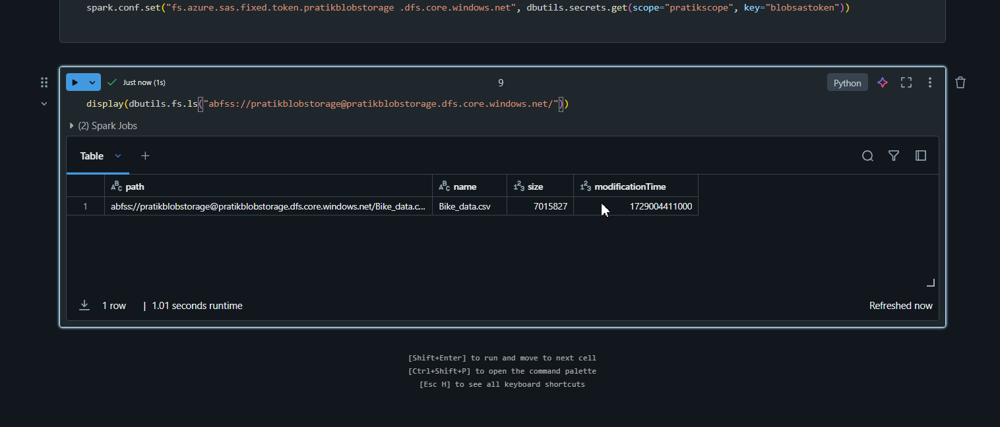 spark.conf.set("fs.azure.sas.fixed.token.pratikblobstorage .dfs.core.windows.net", dbutils.secrets.get(scope="pratikscope", key="blobsastoken"))
Just now (1s)
9
Python
display(dbutils.fs.ls("abfss://pratikblobstorage@pratikblobstorage.dfs.core.windows.net/"))
(2) Spark Jobs
Table
ABC path ABC name 123 size 123 modificationTime
1 abfss://pratikblobstorage@pratikblobstorage.dfs.core.windows.net/Bike_data.c... Bike_data.csv 7015827 1729004411000
1 row | 1.01 seconds runtime Refreshed now
[Shift+Enter] to run and move to next cell
[Ctrl+Shift+P] to open the command palette
[Esc H] to see all keyboard shortcuts